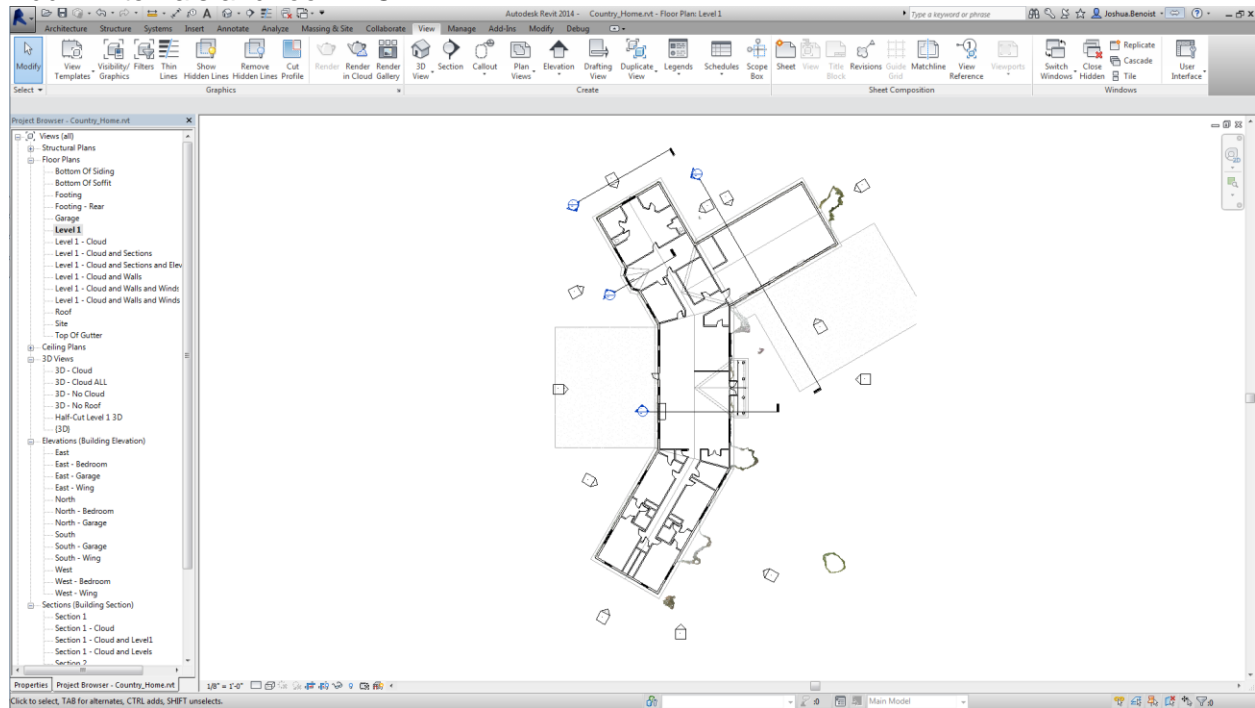 Autodesk Revit 2014 - Country_Home.rvt - Floor Plan: Level 1
Type a keyword or phrase
Joshua.Benoist
Architecture Structure Systems Insert Annotate Analyze Massing & Site Collaborate View Manage Add-Ins Modify Debug
Modify
View Templates
Visibility/ Graphics
Filters
Thin Lines
Show Hidden Lines
Remove Hidden Lines
Cut Profile
Render
Render in Cloud
Render Gallery
3D View
Section
Callout
Plan Views
Elevation
Drafting View
Duplicate View
Legends
Schedules
Scope Box
Sheet
View
Title Block
Revisions
Guide Grid
Matchline
View Reference
Viewports
Switch Windows
Close Hidden
Replicate
Cascade
Tile
User Interface
Select
Graphics
Create
Sheet Composition
Windows
Project Browser - Country_Home.rvt
Views (all)
Structural Plans
Floor Plans
Bottom Of Siding
Bottom Of Soffit
Footing
Footing - Rear
Garage
Level 1
Level 1 - Cloud
Level 1 - Cloud and Sections
Level 1 - Cloud and Sections and Elev
Level 1 - Cloud and Walls
Level 1 - Cloud and Walls and Winds
Level 1 - Cloud and Walls and Winds
Roof
Site
Top Of Gutter
Ceiling Plans
3D Views
3D - Cloud
3D - Cloud ALL
3D - No Cloud
3D - No Roof
Half-Cut Level 1 3D
{3D}
Elevations (Building Elevation)
East
East - Bedroom
East - Garage
East - Wing
North
North - Bedroom
North - Garage
South
South - Garage
South - Wing
West
West - Bedroom
West - Wing
Sections (Building Section)
Section 1
Section 1 - Cloud
Section 1 - Cloud and Level1
Section 1 - Cloud and Levels
Section 2
Properties
Project Browser - Country_Home.rvt
1/8" = 1'-0"
Click to select, TAB for alternates, CTRL adds, SHIFT unselects.
:0
Main Model
:0